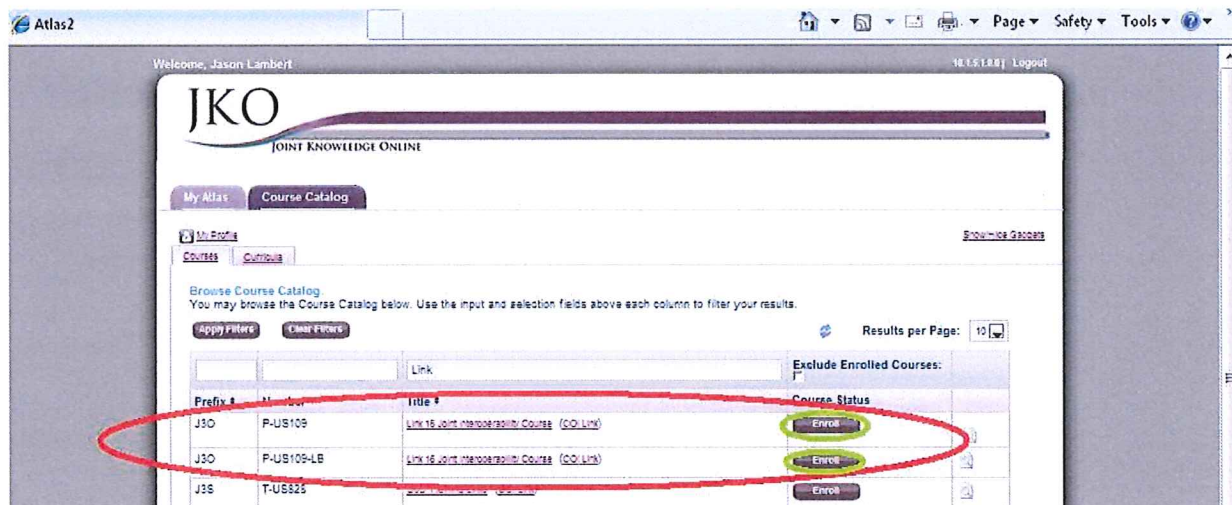 Atlas2
Page Safety Tools
Welcome, Jason Lambert
Logout
JKO
JOINT KNOWLEDGE ONLINE
My Atlas Course Catalog
My Profile
Show/Hide Gadgets
Courses Curricula
Browse Course Catalog
You may browse the Course Catalog below. Use the input and selection fields above each column to filter your results.
Apply Filters Clear Filters Results per Page: 10
Link Exclude Enrolled Courses:
Prefix Number Title Course Status
J3O P-US109 Link 16 Joint Interoperability Course (COI Link) Enroll
J3O P-US109-LB Link 16 Joint Interoperability Course (COI Link) Enroll
J3S T-US825 Enroll